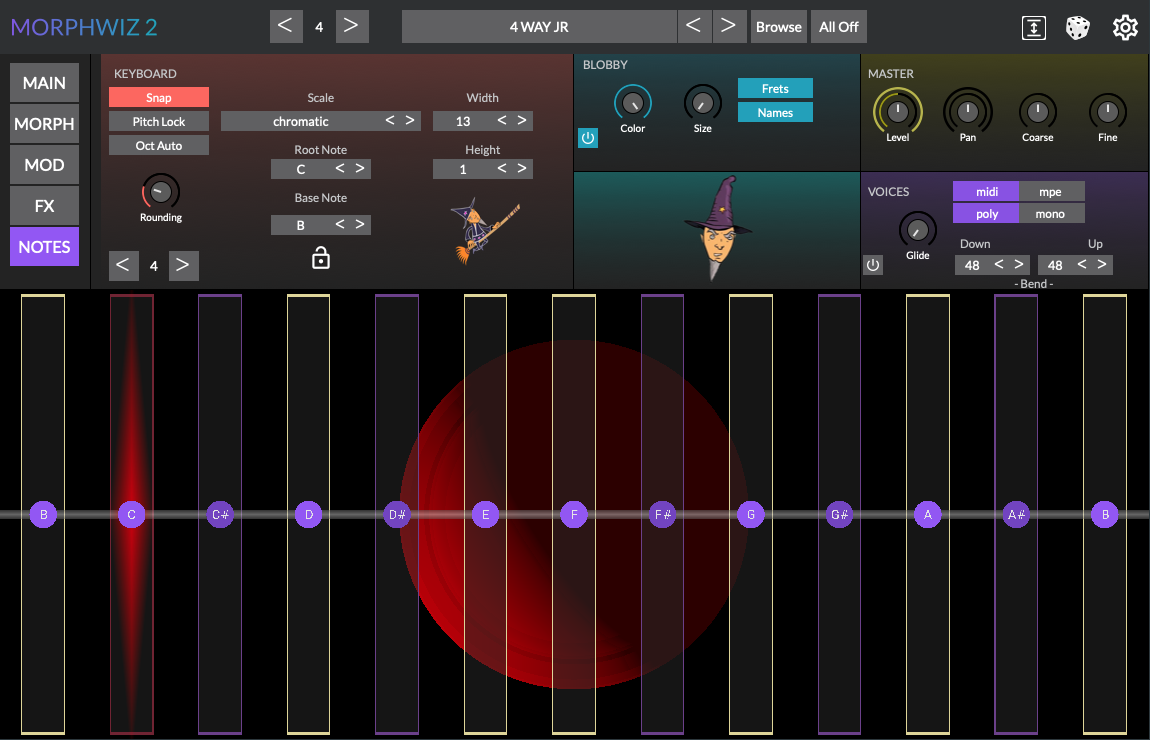 MORPHWIZ 2
< 4 >
4 WAY JR < > Browse All Off
MAIN
MORPH
MOD
FX
NOTES
KEYBOARD
Snap
Pitch Lock
Oct Auto
Rounding
< 4 >
Scale
chromatic < >
Root Note
C < >
Base Note
B < >
Width
13 < >
Height
1 < >
BLOBBY
Color
Size
Frets
Names
MASTER
Level Pan Coarse Fine
VOICES
midi mpe
poly mono
Glide
Down Up
48 < > 48 < >
- Bend -
B C C# D D# E F F# G G# A A# B